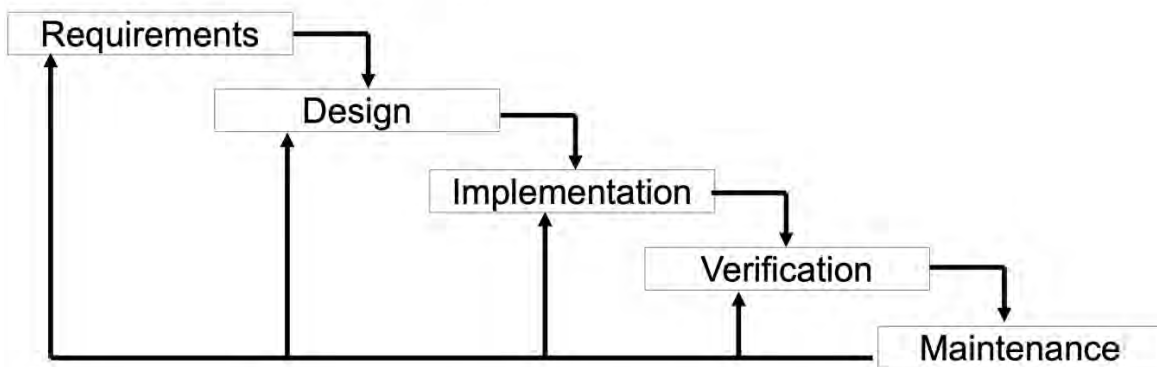 Requirements
Design
Implementation
Verification
Maintenance